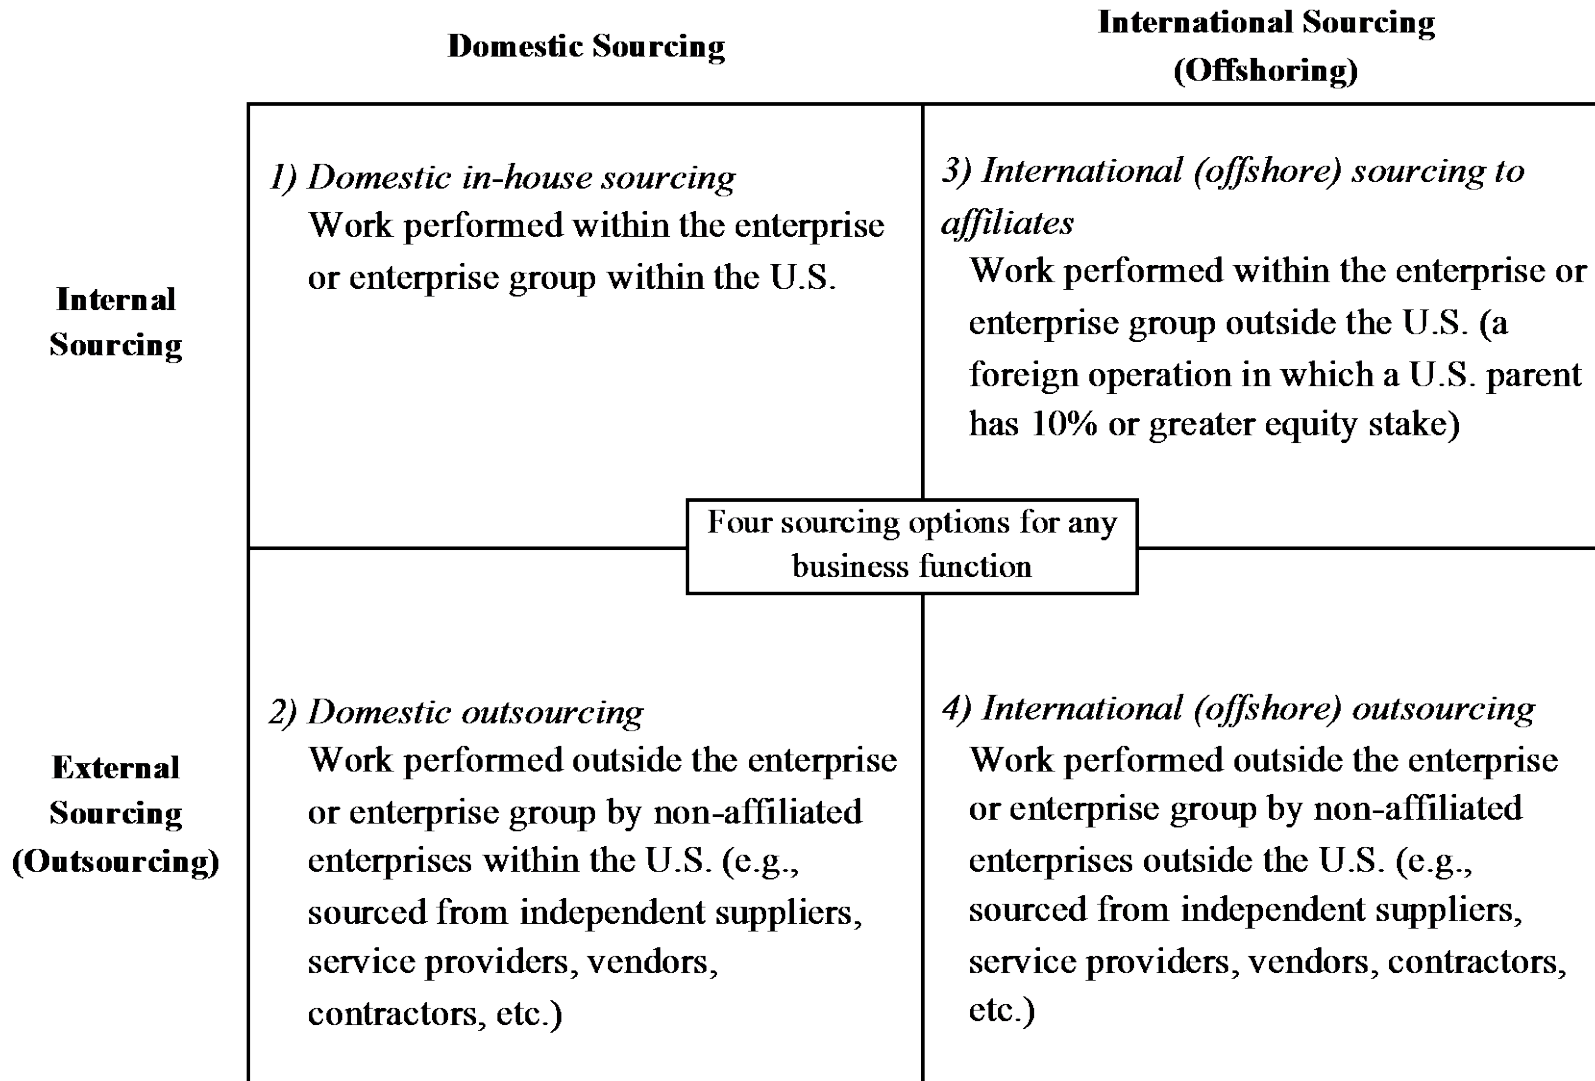 Domestic Sourcing
International Sourcing
(Offshoring)
Internal
Sourcing
1) Domestic in-house sourcing
Work performed within the enterprise
or enterprise group within the U.S.
3) International (offshore) sourcing to
affiliates
Work performed within the enterprise or
enterprise group outside the U.S. (a
foreign operation in which a U.S. parent
has 10% or greater equity stake)
Four sourcing options for any
business function
External
Sourcing
(Outsourcing)
2) Domestic outsourcing
Work performed outside the enterprise
or enterprise group by non-affiliated
enterprises within the U.S. (e.g.,
sourced from independent suppliers,
service providers, vendors,
contractors, etc.)
4) International (offshore) outsourcing
Work performed outside the enterprise
or enterprise group by non-affiliated
enterprises outside the U.S. (e.g.,
sourced from independent suppliers,
service providers, vendors, contractors,
etc.)